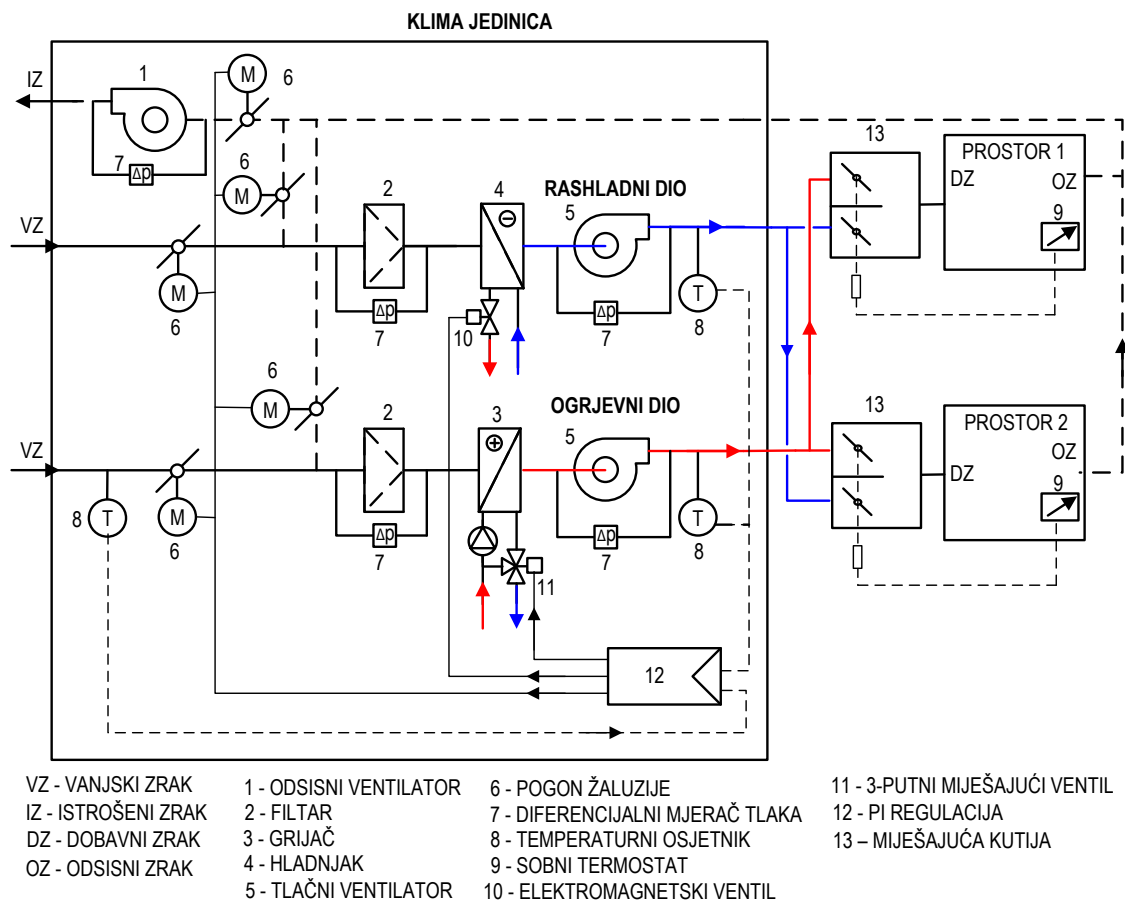 KLIMA JEDINICA
IZ
1
M
6
7
Δp
6
M
13
PROSTOR 1
DZ
OZ
9
2
4
RASHLADNI DIO
5
VZ
M
6
Δp
7
10
Δp
7
T
8
6
M
2
3
OGRJEVNI DIO
5
13
PROSTOR 2
OZ
DZ
9
VZ
8
T
M
6
Δp
7
11
Δp
7
T
8
12
VZ - VANJSKI ZRAK
IZ - ISTROŠENI ZRAK
DZ - DOBAVNI ZRAK
OZ - ODSISNI ZRAK
1 - ODSISNI VENTILATOR
2 - FILTAR
3 - GRIJAČ
4 - HLADNJAK
5 - TLAČNI VENTILATOR
6 - POGON ŽALUZIJE
7 - DIFERENCIJALNI MJERAČ TLAKA
8 - TEMPERATURNI OSJETNIK
9 - SOBNI TERMOSTAT
10 - ELEKTROMAGNETSKI VENTIL
11 - 3-PUTNI MIJEŠAJUĆI VENTIL
12 - PI REGULACIJA
13 – MIJEŠAJUĆA KUTIJA